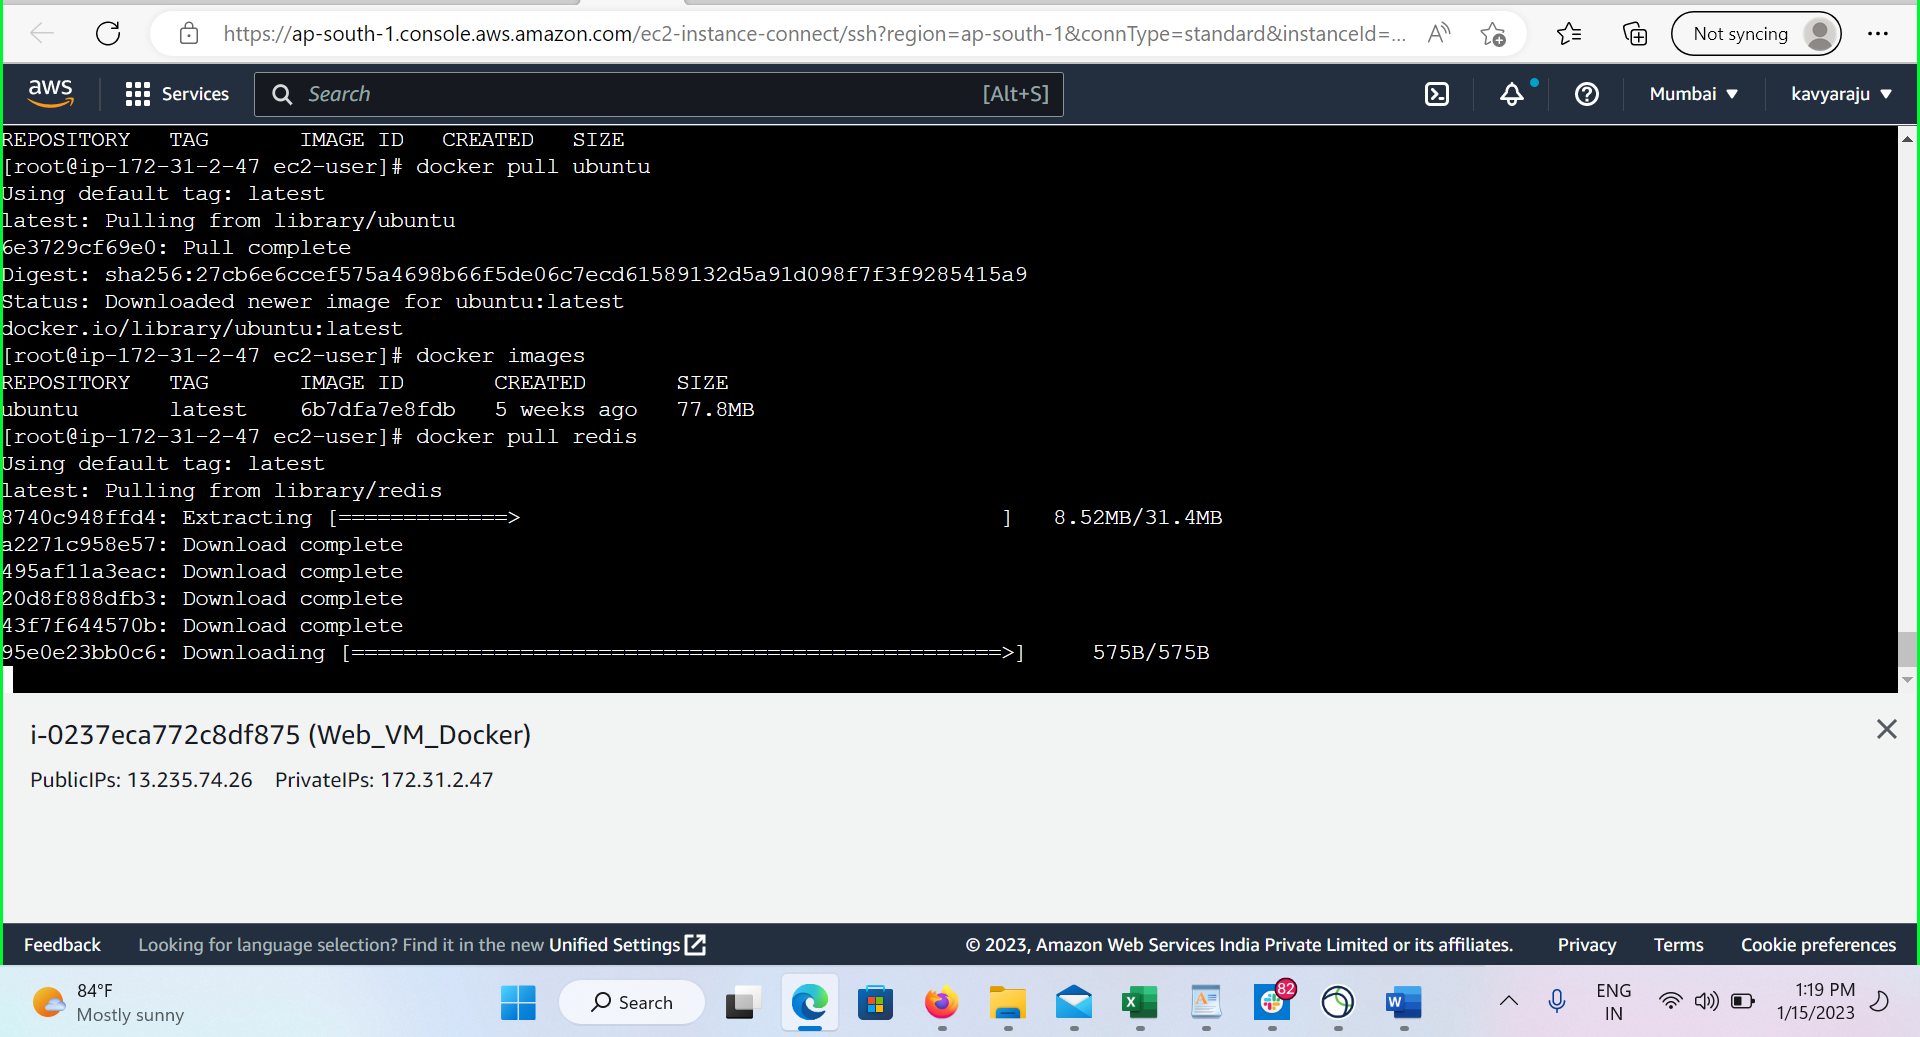 https://ap-south-1.console.aws.amazon.com/ec2-instance-connect/ssh?region=ap-south-1&connType=standard&instanceId=...
Not syncing
aws
Services
Search
[Alt+S]
Mumbai
kavyaraju
REPOSITORY   TAG       IMAGE ID   CREATED   SIZE
[root@ip-172-31-2-47 ec2-user]# docker pull ubuntu
Using default tag: latest
latest: Pulling from library/ubuntu
6e3729cf69e0: Pull complete
Digest: sha256:27cb6e6ccef575a4698b66f5de06c7ecd61589132d5a91d098f7f3f9285415a9
Status: Downloaded newer image for ubuntu:latest
docker.io/library/ubuntu:latest
[root@ip-172-31-2-47 ec2-user]# docker images
REPOSITORY   TAG       IMAGE ID       CREATED       SIZE
ubuntu       latest    6b7dfa7e8fdb   5 weeks ago   77.8MB
[root@ip-172-31-2-47 ec2-user]# docker pull redis
Using default tag: latest
latest: Pulling from library/redis
8740c948ffd4: Extracting [=============>                                     ]   8.52MB/31.4MB
a2271c958e57: Download complete
495af11a3eac: Download complete
20d8f888dfb3: Download complete
43f7f644570b: Download complete
95e0e23bb0c6: Downloading [==================================================>]     575B/575B
i-0237eca772c8df875 (Web_VM_Docker)
PublicIPs: 13.235.74.26    PrivateIPs: 172.31.2.47
Feedback
Looking for language selection? Find it in the new Unified Settings
© 2023, Amazon Web Services India Private Limited or its affiliates.
Privacy
Terms
Cookie preferences
84°F
Mostly sunny
Search
82
ENG
IN
1:19 PM
1/15/2023